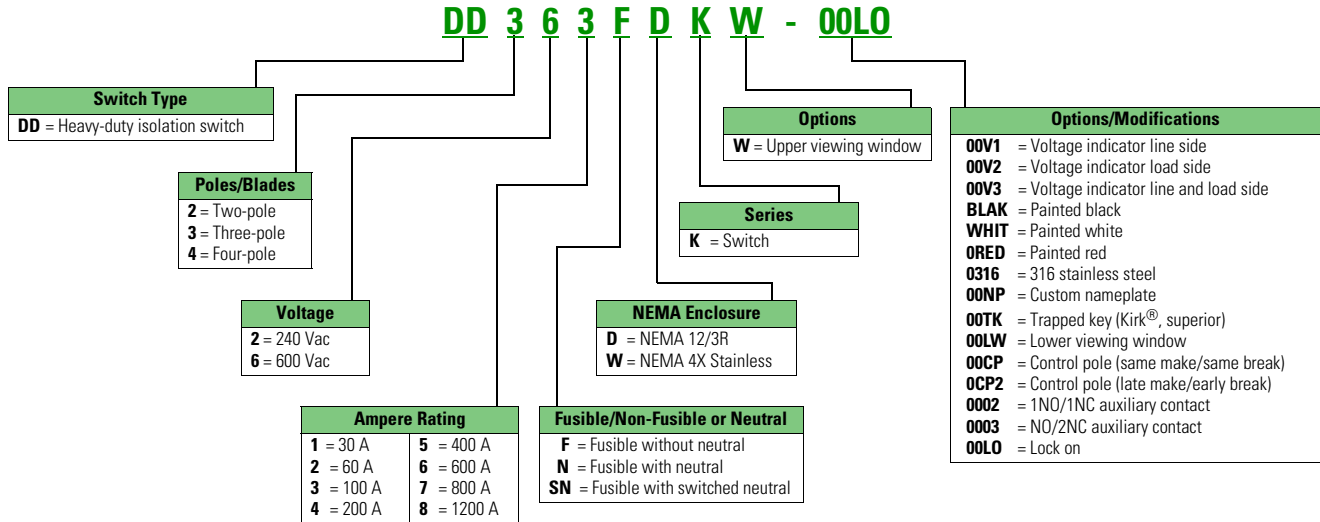 DD 3 6 3 F D K W - 00LO
Switch Type
DD = Heavy-duty isolation switch
Poles/Blades
2 = Two-pole
3 = Three-pole
4 = Four-pole
Voltage
2 = 240 Vac
6 = 600 Vac
Ampere Rating
1 = 30 A
2 = 60 A
3 = 100 A
4 = 200 A
5 = 400 A
6 = 600 A
7 = 800 A
8 = 1200 A
Fusible/Non-Fusible or Neutral
F = Fusible without neutral
N = Fusible with neutral
SN = Fusible with switched neutral
NEMA Enclosure
D = NEMA 12/3R
W = NEMA 4X Stainless
Series
K = Switch
Options
W = Upper viewing window
Options/Modifications
00V1 = Voltage indicator line side
00V2 = Voltage indicator load side
00V3 = Voltage indicator line and load side
BLAK = Painted black
WHIT = Painted white
0RED = Painted red
0316 = 316 stainless steel
00NP = Custom nameplate
00TK = Trapped key (Kirk®, superior)
00LW = Lower viewing window
00CP = Control pole (same make/same break)
0CP2 = Control pole (late make/early break)
0002 = 1NO/1NC auxiliary contact
0003 = NO/2NC auxiliary contact
00LO = Lock on